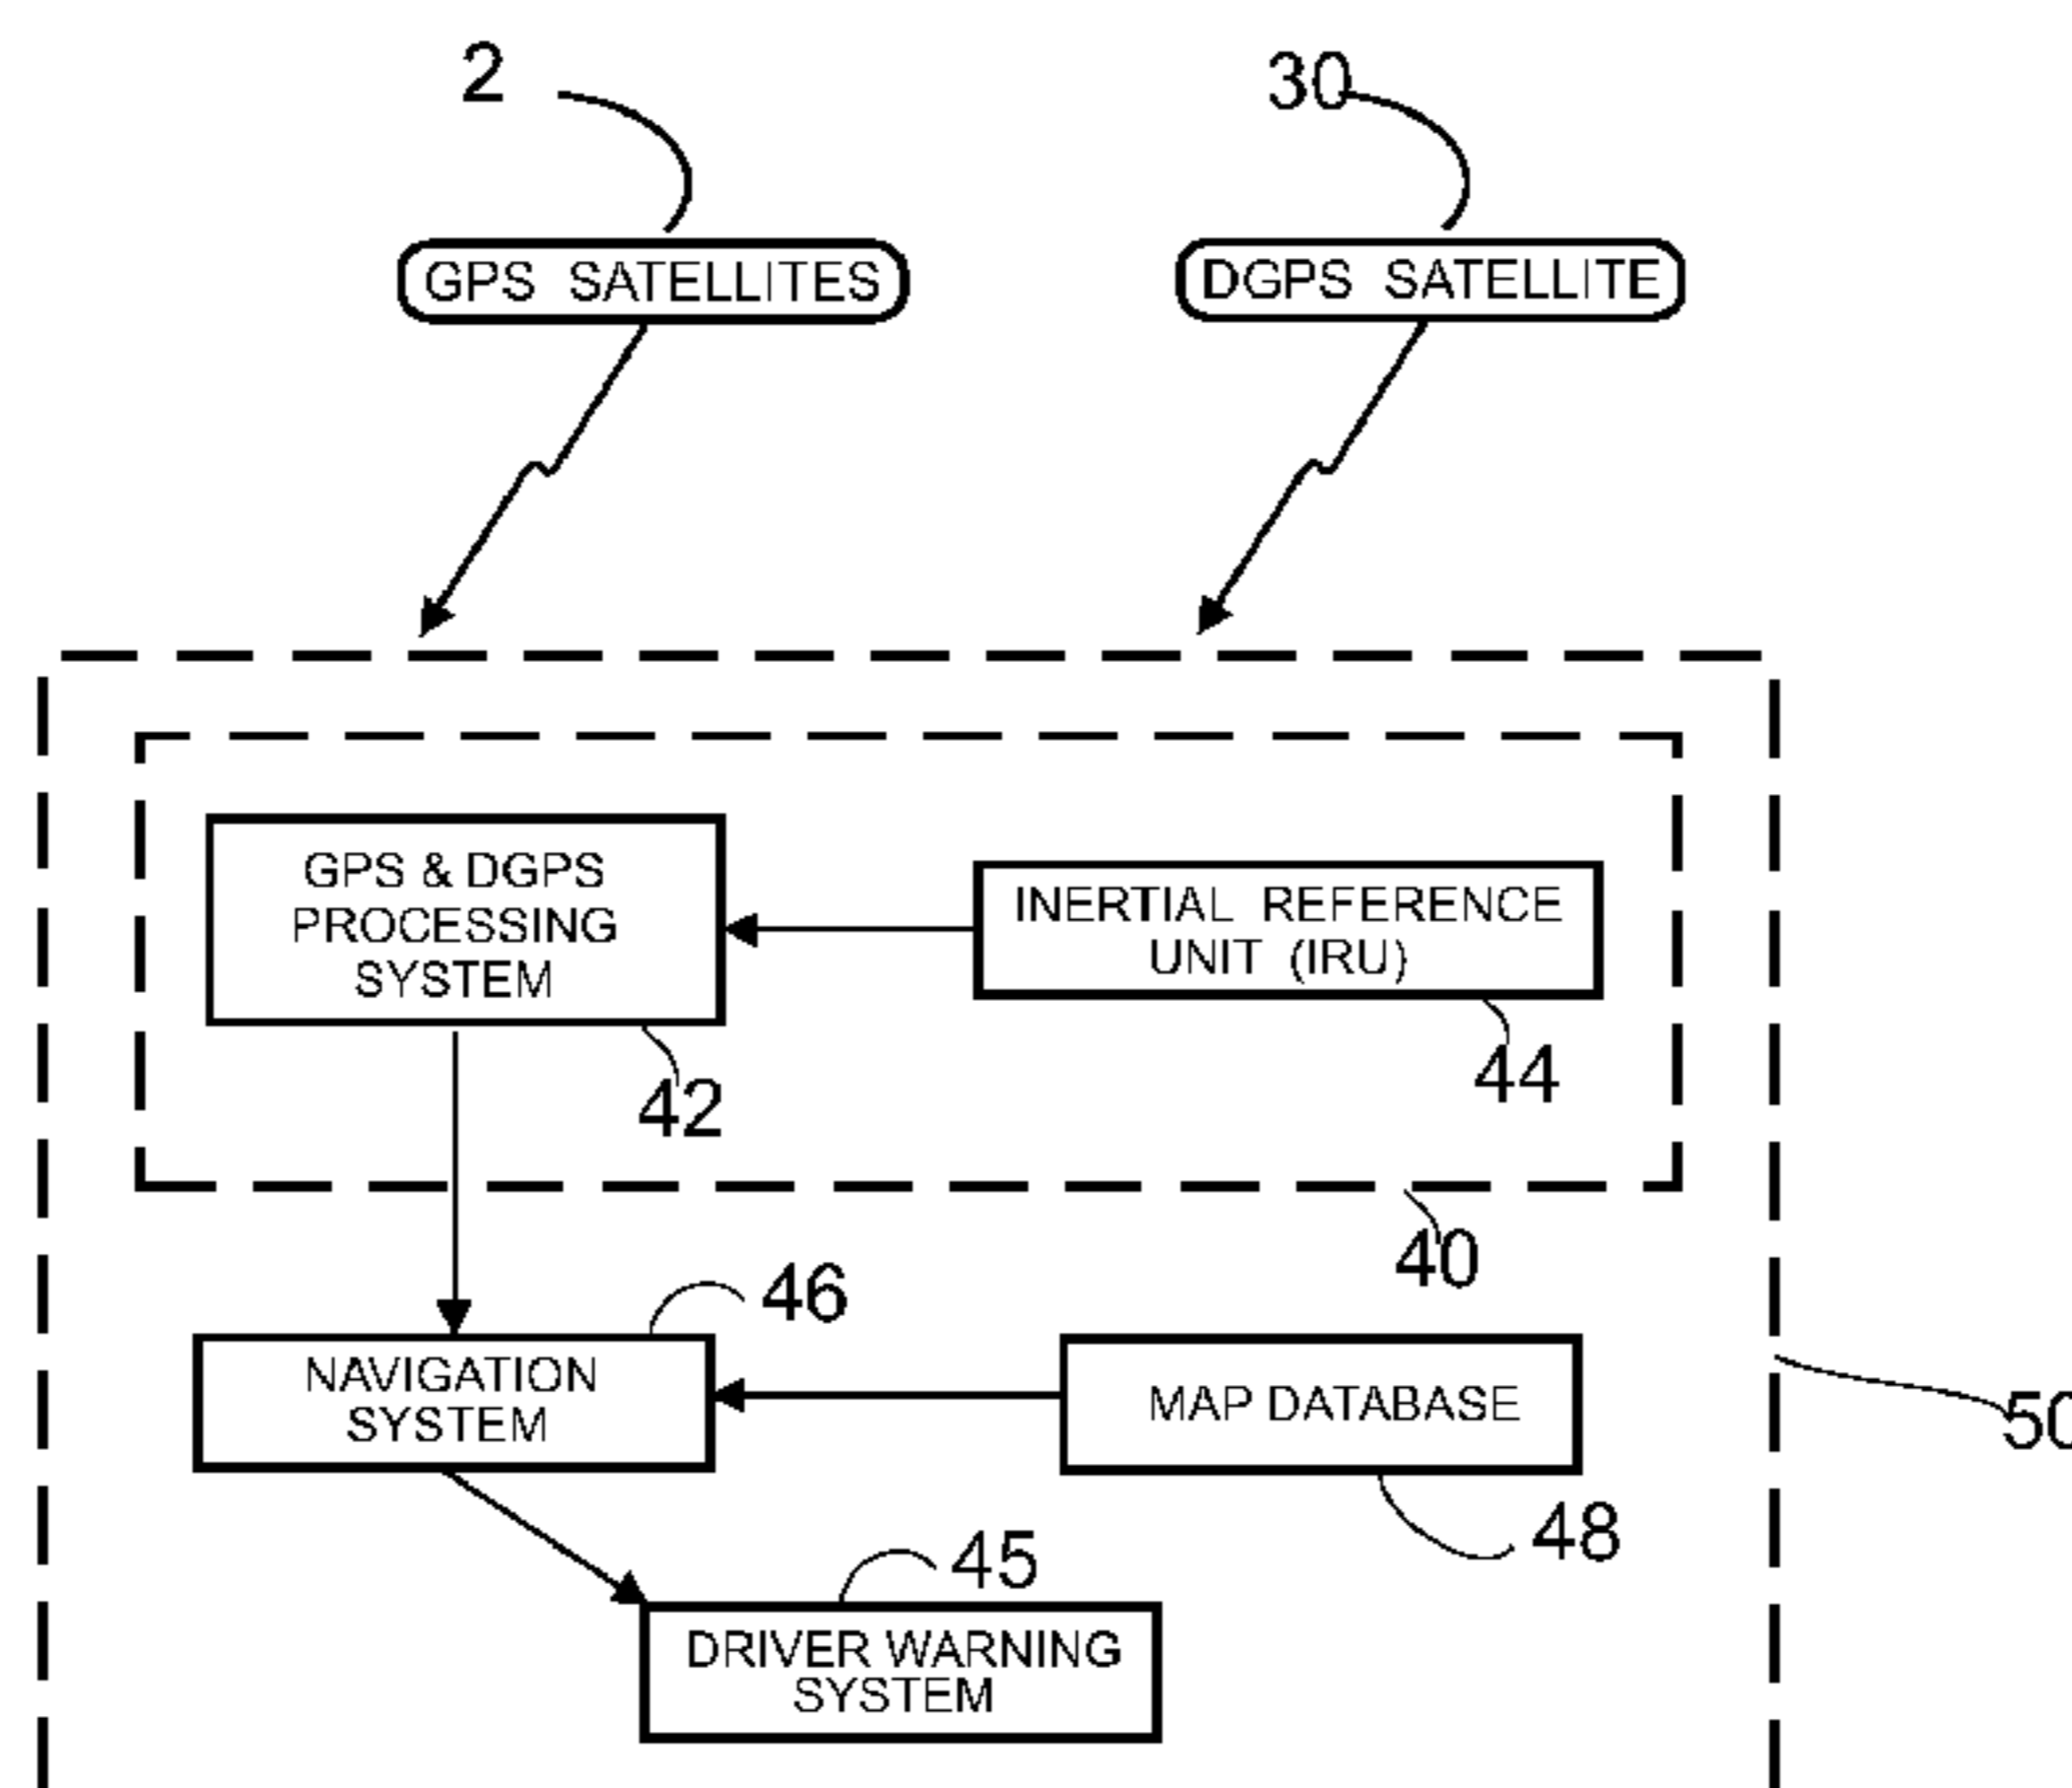 2
30
GPS SATELLITES
DGPS SATELLITE
GPS & DGPS
PROCESSING
SYSTEM
INERTIAL REFERENCE
UNIT (IRU)
44
42
40
46
NAVIGATION
SYSTEM
MAP DATABASE
50
48
45
DRIVER WARNING
SYSTEM